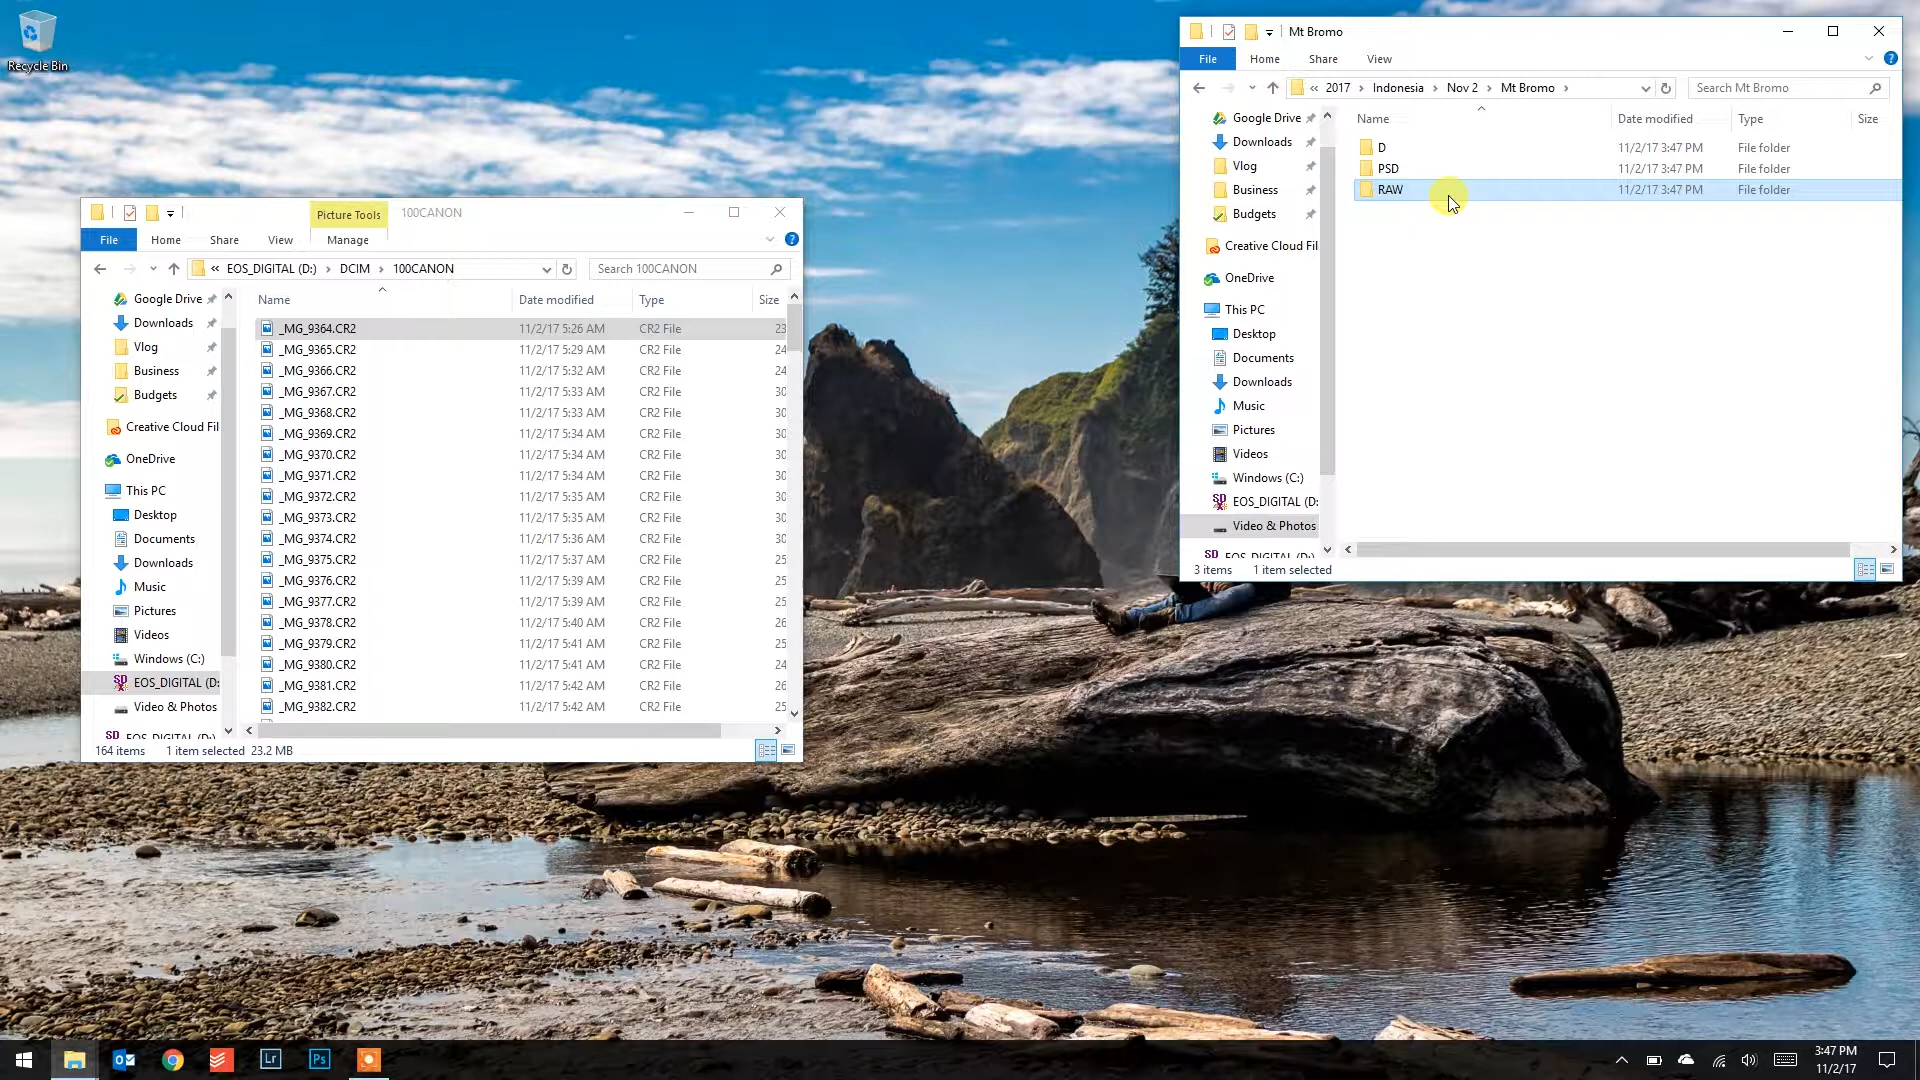 Recycle Bin
Picture Tools
100CANON
File
Home
Share
View
Manage
« EOS_DIGITAL (D:) › DCIM › 100CANON
Search 100CANON
Google Drive
Downloads
Vlog
Business
Budgets
Creative Cloud Fil
OneDrive
This PC
Desktop
Documents
Downloads
Music
Pictures
Videos
Windows (C:)
EOS_DIGITAL (D:
Video & Photos
EOS_DIGITAL (D:)
Name Date modified Type Size
_MG_9364.CR2 11/2/17 5:26 AM CR2 File 23
_MG_9365.CR2 11/2/17 5:29 AM CR2 File 24
_MG_9366.CR2 11/2/17 5:32 AM CR2 File 24
_MG_9367.CR2 11/2/17 5:33 AM CR2 File 30
_MG_9368.CR2 11/2/17 5:33 AM CR2 File 30
_MG_9369.CR2 11/2/17 5:34 AM CR2 File 30
_MG_9370.CR2 11/2/17 5:34 AM CR2 File 30
_MG_9371.CR2 11/2/17 5:34 AM CR2 File 30
_MG_9372.CR2 11/2/17 5:35 AM CR2 File 30
_MG_9373.CR2 11/2/17 5:35 AM CR2 File 30
_MG_9374.CR2 11/2/17 5:36 AM CR2 File 30
_MG_9375.CR2 11/2/17 5:37 AM CR2 File 25
_MG_9376.CR2 11/2/17 5:39 AM CR2 File 25
_MG_9377.CR2 11/2/17 5:39 AM CR2 File 25
_MG_9378.CR2 11/2/17 5:40 AM CR2 File 26
_MG_9379.CR2 11/2/17 5:41 AM CR2 File 25
_MG_9380.CR2 11/2/17 5:41 AM CR2 File 24
_MG_9381.CR2 11/2/17 5:42 AM CR2 File 26
_MG_9382.CR2 11/2/17 5:42 AM CR2 File 25
164 items 1 item selected 23.2 MB
Mt Bromo
File
Home
Share
View
« 2017 › Indonesia › Nov 2 › Mt Bromo ›
Search Mt Bromo
Google Drive
Downloads
Vlog
Business
Budgets
Creative Cloud Fil
OneDrive
This PC
Desktop
Documents
Downloads
Music
Pictures
Videos
Windows (C:)
EOS_DIGITAL (D:
Video & Photos
EOS_DIGITAL (D:)
Name Date modified Type Size
D 11/2/17 3:47 PM File folder
PSD 11/2/17 3:47 PM File folder
RAW 11/2/17 3:47 PM File folder
3 items 1 item selected
Lr
Ps
3:47 PM
11/2/17